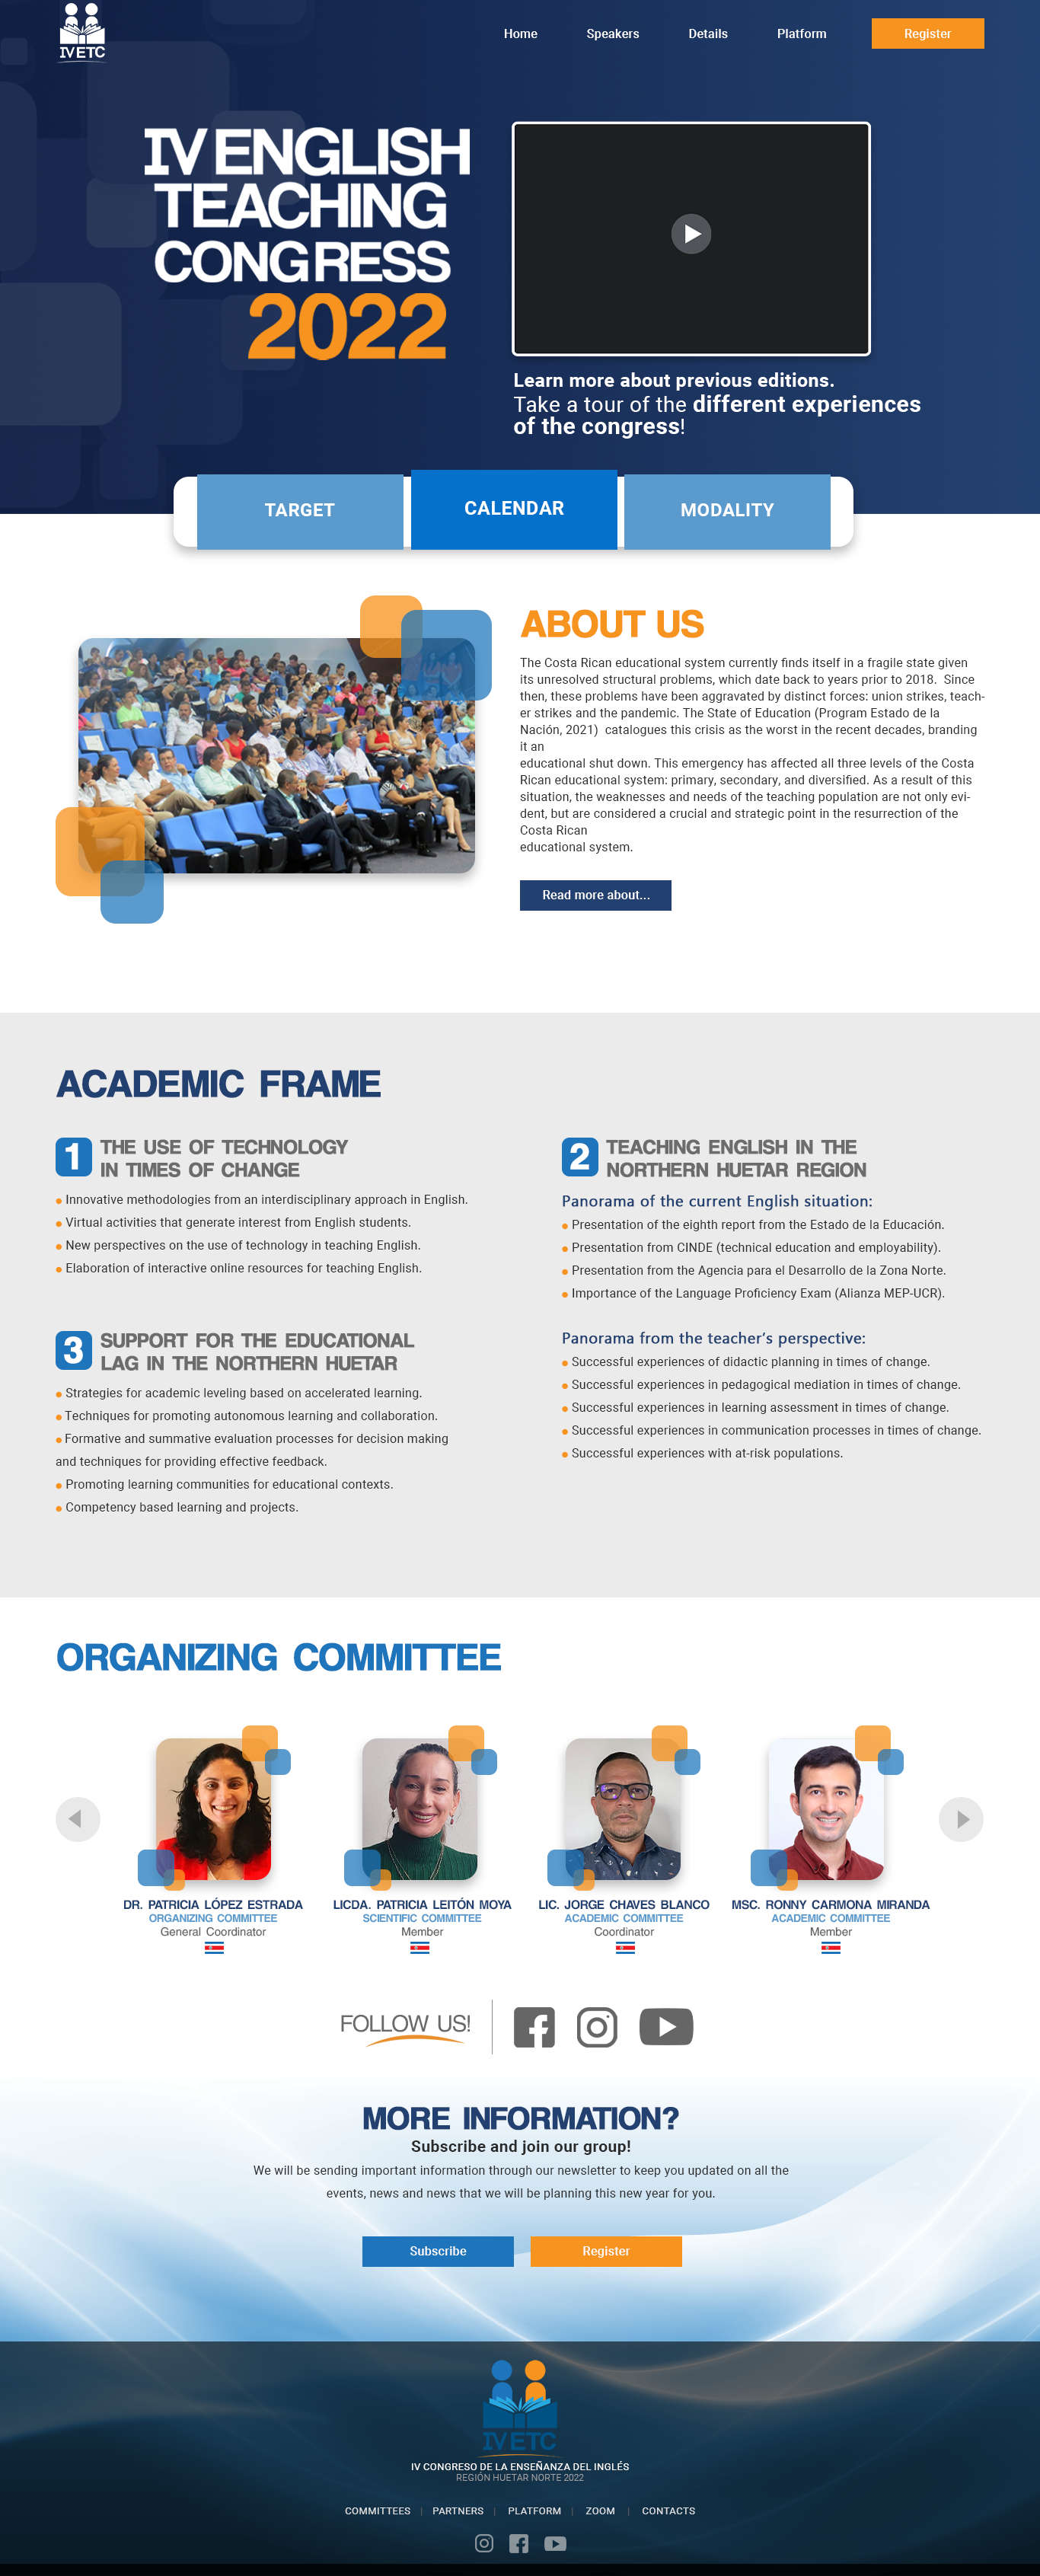 IVETC
Home
Speakers
Details
Platform
Register
IV ENGLISH
TEACHING
CONGRESS
2022
Learn more about previous editions.
Take a tour of the different experiences
of the congress!
TARGET
CALENDAR
MODALITY
ABOUT US
The Costa Rican educational system currently finds itself in a fragile state given
its unresolved structural problems, which date back to years prior to 2018.  Since
then, these problems have been aggravated by distinct forces: union strikes, teach-
er strikes and the pandemic. The State of Education (Program Estado de la
Nación, 2021)  catalogues this crisis as the worst in the recent decades, branding
it an
educational shut down. This emergency has affected all three levels of the Costa
Rican educational system: primary, secondary, and diversified. As a result of this
situation, the weaknesses and needs of the teaching population are not only evi-
dent, but are considered a crucial and strategic point in the resurrection of the
Costa Rican
educational system.
Read more about...
ACADEMIC FRAME
1
THE USE OF TECHNOLOGY
IN TIMES OF CHANGE
• Innovative methodologies from an interdisciplinary approach in English.
• Virtual activities that generate interest from English students.
• New perspectives on the use of technology in teaching English.
• Elaboration of interactive online resources for teaching English.
2
TEACHING ENGLISH IN THE
NORTHERN HUETAR REGION
Panorama of the current English situation:
• Presentation of the eighth report from the Estado de la Educación.
• Presentation from CINDE (technical education and employability).
• Presentation from the Agencia para el Desarrollo de la Zona Norte.
• Importance of the Language Proficiency Exam (Alianza MEP-UCR).
Panorama from the teacher's perspective:
• Successful experiences of didactic planning in times of change.
• Successful experiences in pedagogical mediation in times of change.
• Successful experiences in learning assessment in times of change.
• Successful experiences in communication processes in times of change.
• Successful experiences with at-risk populations.
3
SUPPORT FOR THE EDUCATIONAL
LAG IN THE NORTHERN HUETAR
• Strategies for academic leveling based on accelerated learning.
• Techniques for promoting autonomous learning and collaboration.
• Formative and summative evaluation processes for decision making
and techniques for providing effective feedback.
• Promoting learning communities for educational contexts.
• Competency based learning and projects.
ORGANIZING COMMITTEE
DR. PATRICIA LÓPEZ ESTRADA
ORGANIZING COMMITTEE
General Coordinator
LICDA. PATRICIA LEITÓN MOYA
SCIENTIFIC COMMITTEE
Member
LIC. JORGE CHAVES BLANCO
ACADEMIC COMMITTEE
Coordinator
MSC. RONNY CARMONA MIRANDA
ACADEMIC COMMITTEE
Member
FOLLOW US!
MORE INFORMATION?
Subscribe and join our group!
We will be sending important information through our newsletter to keep you updated on all the
events, news and news that we will be planning this new year for you.
Subscribe
Register
IVETC
IV CONGRESO DE LA ENSEÑANZA DEL INGLÉS
REGIÓN HUETAR NORTE 2022
COMMITTEES | PARTNERS | PLATFORM | ZOOM | CONTACTS